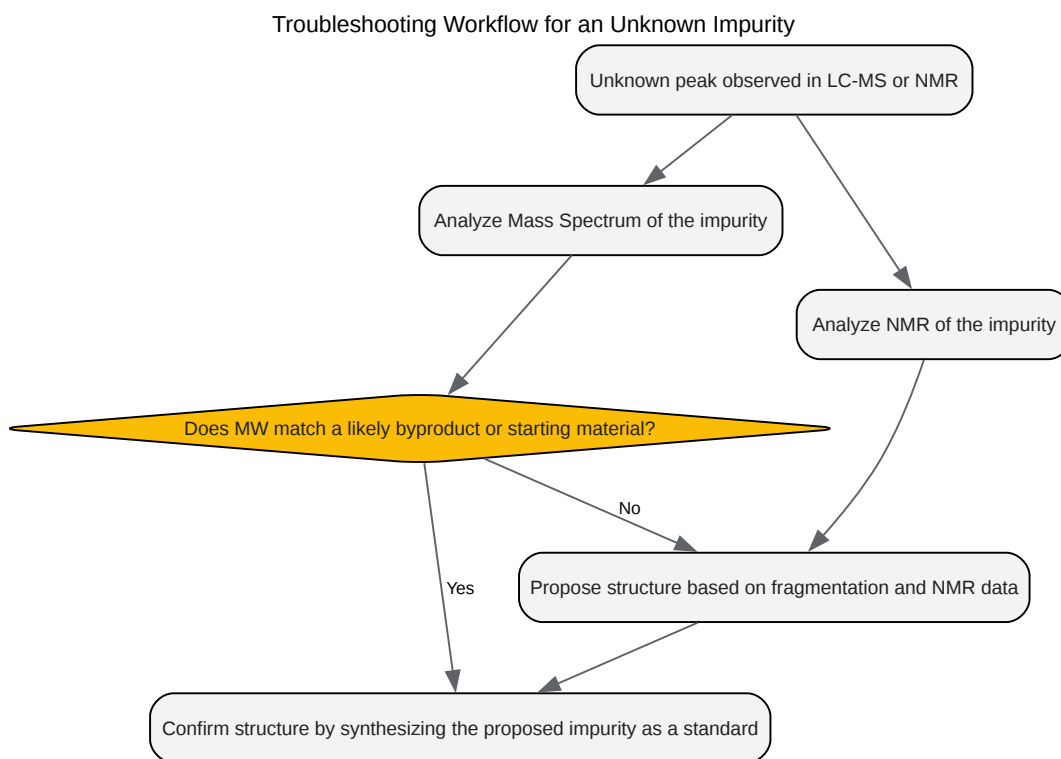 Troubleshooting Workflow for an Unknown Impurity
Unknown peak observed in LC-MS or NMR
Analyze Mass Spectrum of the impurity
Analyze NMR of the impurity
Does MW match a likely byproduct or starting material?
No
Yes
Propose structure based on fragmentation and NMR data
Confirm structure by synthesizing the proposed impurity as a standard